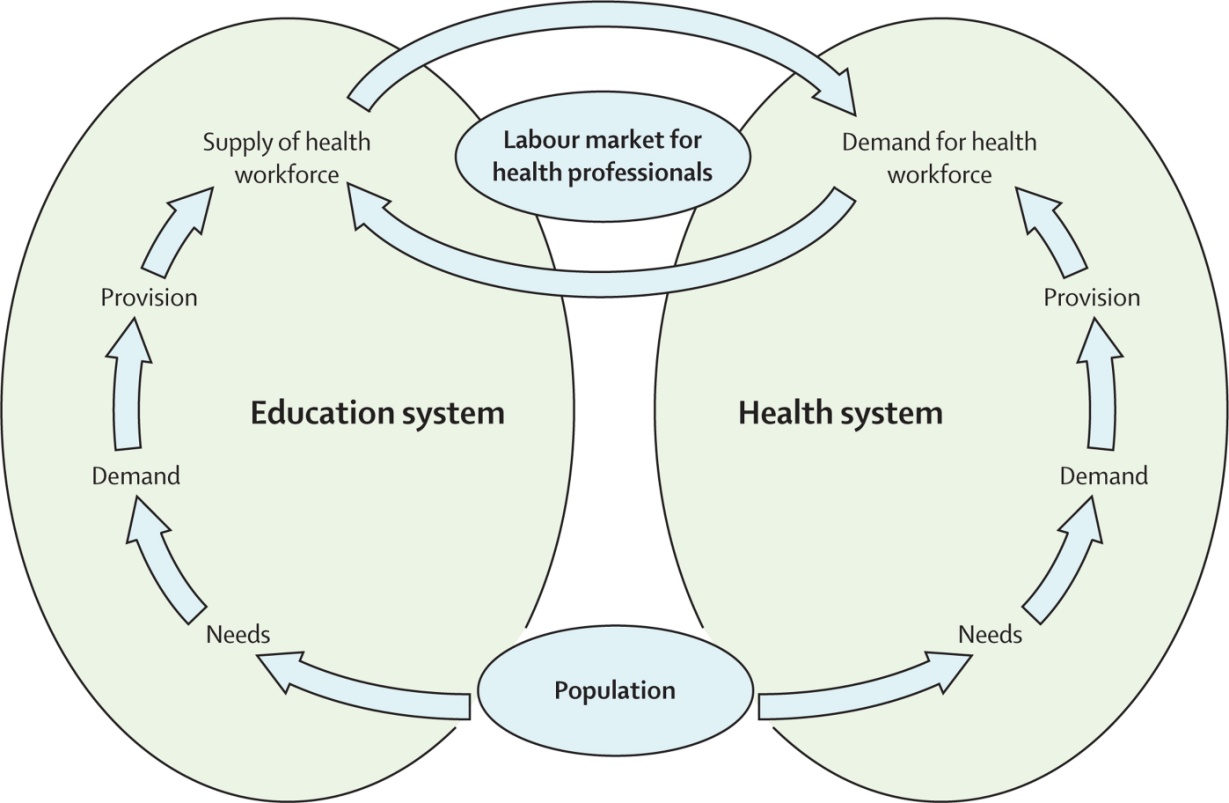 Supply of health
workforce
Labour market for
health professionals
Demand for health
workforce
Provision
Provision
Education system
Health system
Demand
Demand
Needs
Needs
Population